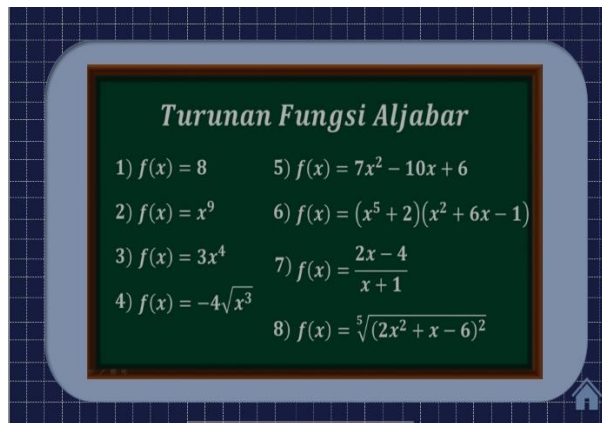 Turunan Fungsi Aljabar
1) f(x) = 8
2) f(x) = x⁹
3) f(x) = 3x⁴
4) f(x) = −4√x³
5) f(x) = 7x² − 10x + 6
6) f(x) = (x⁵ + 2)(x² + 6x − 1)
7) f(x) = (2x − 4)/(x + 1)
8) f(x) = ⁵√(2x² + x − 6)²